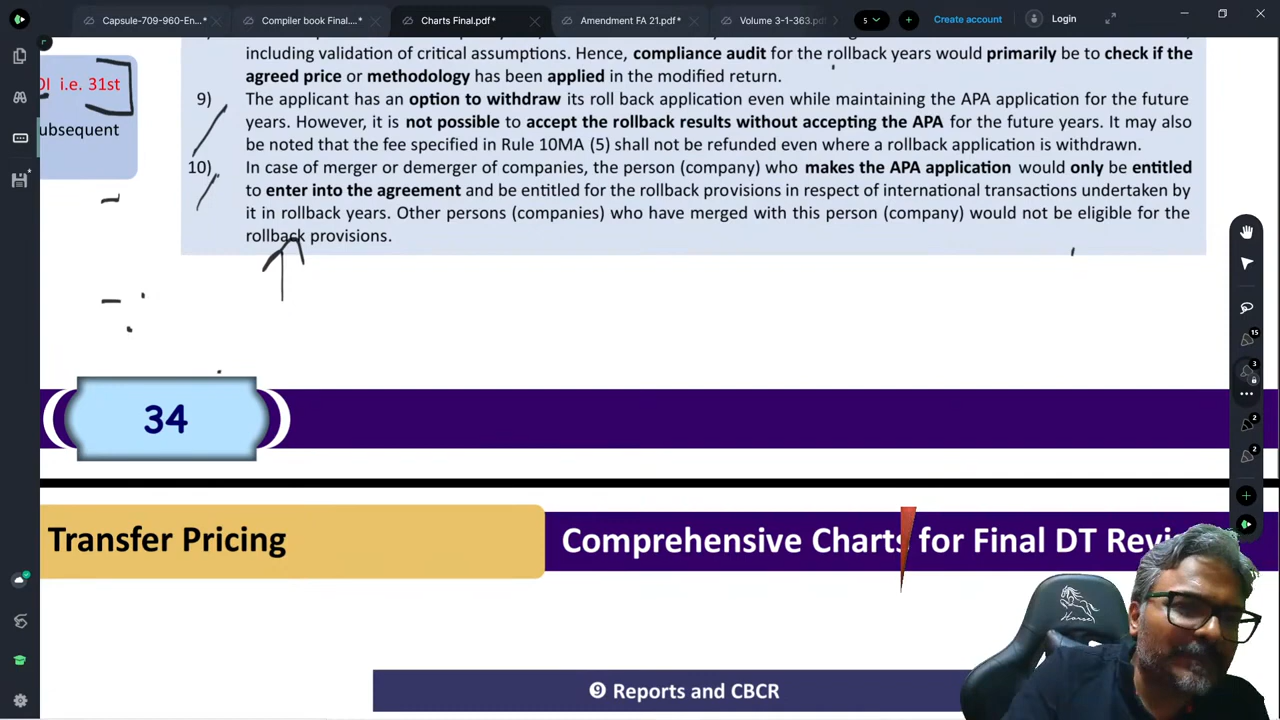 Capsule-709-960-En...*
Compiler book Final....*
Charts Final.pdf*
Amendment FA 21.pdf*
Volume 3-1-363.pd
5
Create account
Login
including validation of critical assumptions. Hence, compliance audit for the rollback years would primarily be to check if the
agreed price or methodology has been applied in the modified return.
9) The applicant has an option to withdraw its roll back application even while maintaining the APA application for the future
years. However, it is not possible to accept the rollback results without accepting the APA for the future years. It may also
be noted that the fee specified in Rule 10MA (5) shall not be refunded even where a rollback application is withdrawn.
10) In case of merger or demerger of companies, the person (company) who makes the APA application would only be entitled
to enter into the agreement and be entitled for the rollback provisions in respect of international transactions undertaken by
it in rollback years. Other persons (companies) who have merged with this person (company) would not be eligible for the
rollback provisions.
OI i.e. 31st
ubsequent
34
Transfer Pricing
Comprehensive Charts for Final DT Revi
❾ Reports and CBCR
15
3
2
2
Horse